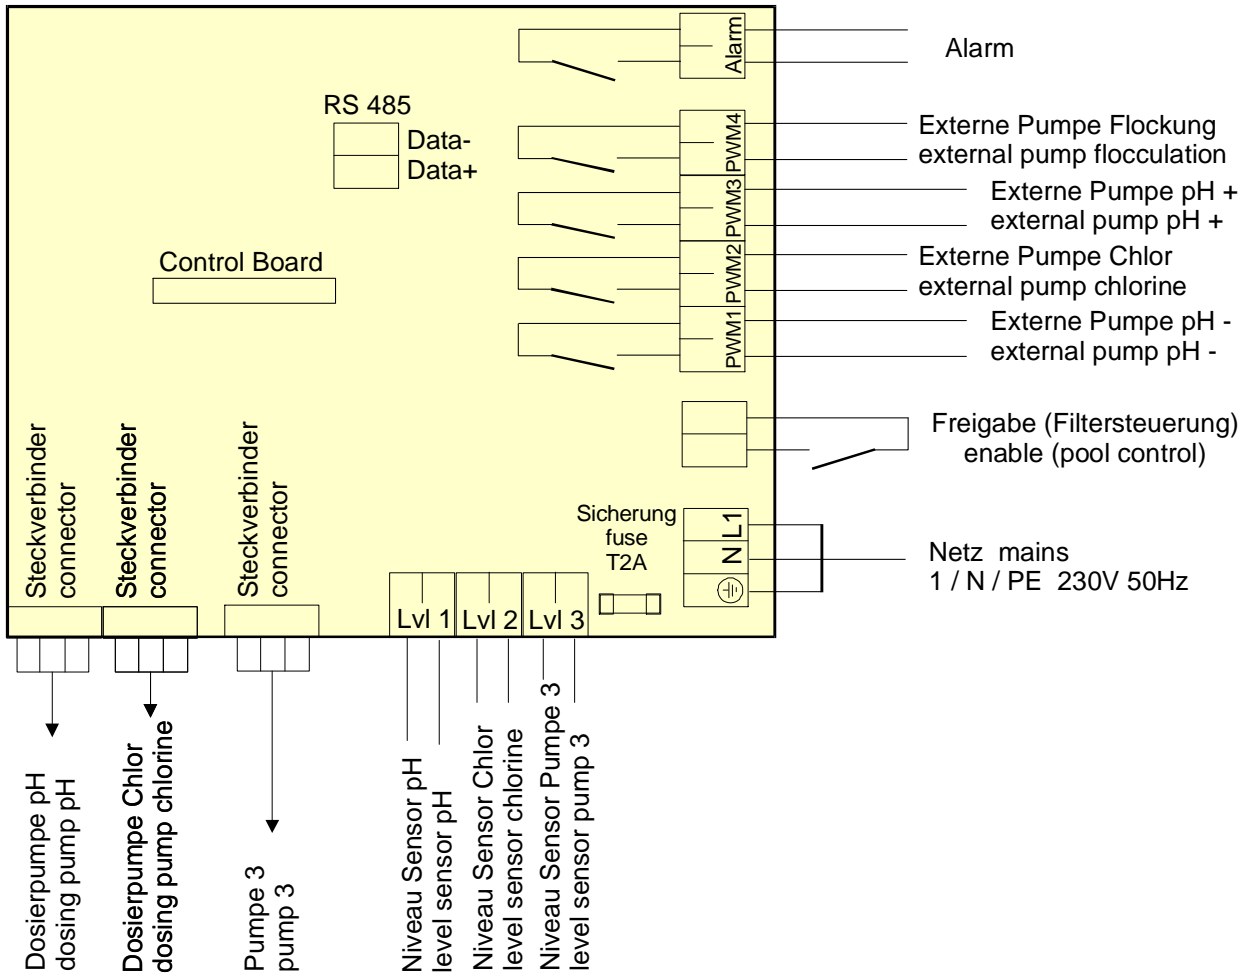 Alarm
Alarm
RS 485
Data-
Data+
PWM4
Externe Pumpe Flockung
external pump flocculation
PWM3
Externe Pumpe pH +
external pump pH +
Control Board
PWM2
Externe Pumpe Chlor
external pump chlorine
PWM1
Externe Pumpe pH -
external pump pH -
Freigabe (Filtersteuerung)
enable (pool control)
Steckverbinder
connector
Steckverbinder
connector
Steckverbinder
connector
Sicherung
fuse
T2A
L1
N
Netz mains
1 / N / PE 230V 50Hz
Lvl 1
Lvl 2
Lvl 3
Dosierpumpe pH
dosing pump pH
Dosierpumpe Chlor
dosing pump chlorine
Pumpe 3
pump 3
Niveau Sensor pH
level sensor pH
Niveau Sensor Chlor
level sensor chlorine
Niveau Sensor Pumpe 3
level sensor pump 3